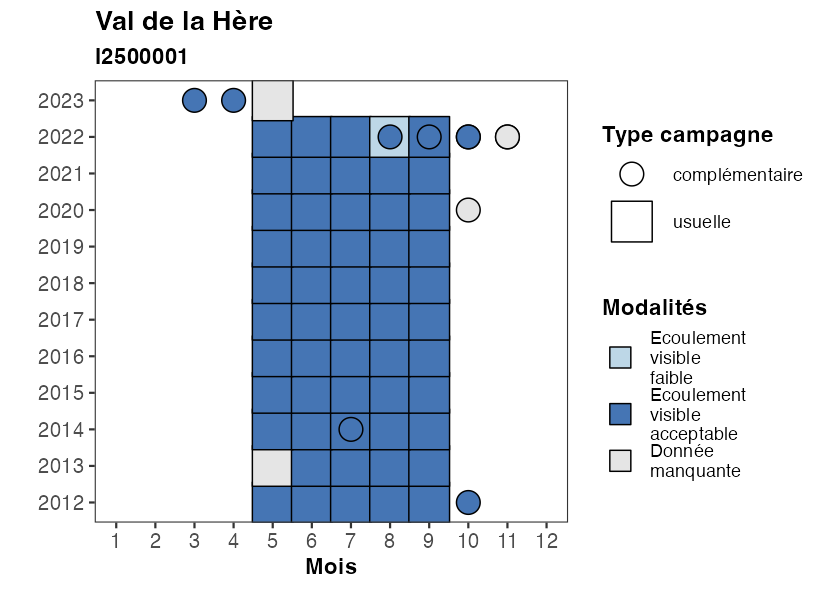 Val de la Hère
I2500001
2023
2022
2021
2020
2019
2018
2017
2016
2015
2014
2013
2012
1 2 3 4 5 6 7 8 9 10 11 12
Mois
Type campagne
complémentaire
usuelle
Modalités
Ecoulement
visible
faible
Ecoulement
visible
acceptable
Donnée
manquante